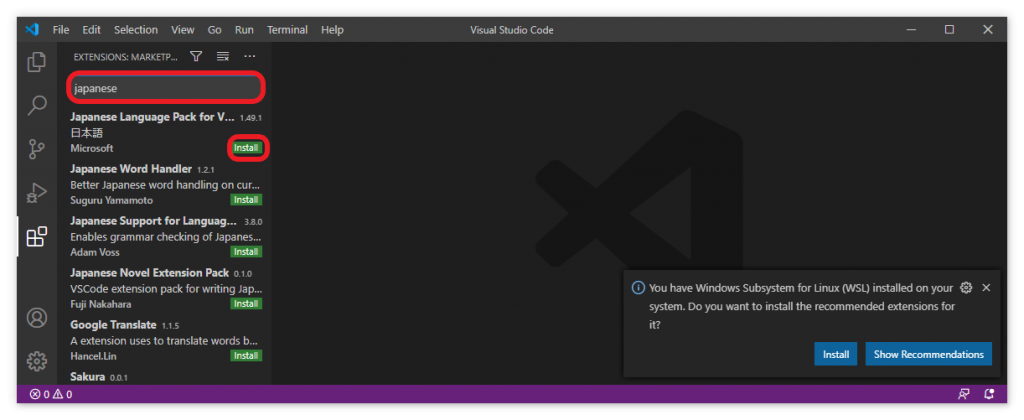 File Edit Selection View Go Run Terminal Help Visual Studio Code
EXTENSIONS: MARKETP...
japanese
Japanese Language Pack for V... 1.49.1
日本語
Microsoft Install
Japanese Word Handler 1.2.1
Better Japanese word handling on cur...
Suguru Yamamoto Install
Japanese Support for Languag... 3.8.0
Enables grammar checking of Japanes...
Adam Voss Install
Japanese Novel Extension Pack 0.1.0
VSCode extension pack for writing Jap...
Fuji Nakahara Install
Google Translate 1.1.5
A extension uses to translate words b...
Hancel.Lin Install
Sakura 0.0.1
You have Windows Subsystem for Linux (WSL) installed on your
system. Do you want to install the recommended extensions for
it?
Install Show Recommendations
0 0